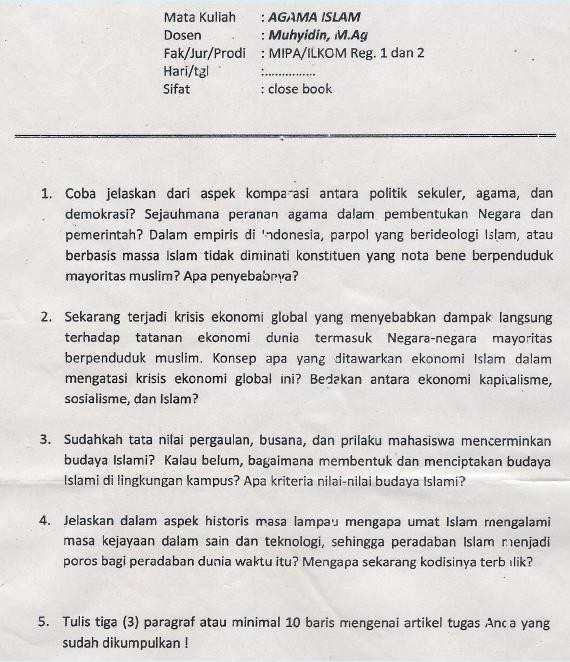 Mata Kuliah : AGAMA ISLAM
Dosen : Muhyidin, M.Ag
Fak/Jur/Prodi : MIPA/ILKOM Reg. 1 dan 2
Hari/tgl :...............
Sifat : close book
1. Coba jelaskan dari aspek komparasi antara politik sekuler, agama, dan
demokrasi? Sejauhmana peranan agama dalam pembentukan Negara dan
pemerintah? Dalam empiris di Indonesia, parpol yang berideologi Islam, atau
berbasis massa Islam tidak diminati konstituen yang nota bene berpenduduk
mayoritas muslim? Apa penyebabnya?
2. Sekarang terjadi krisis ekonomi global yang menyebabkan dampak langsung
terhadap tatanan ekonomi dunia termasuk Negara-negara mayoritas
berpenduduk muslim. Konsep apa yang ditawarkan ekonomi Islam dalam
mengatasi krisis ekonomi global ini? Bedakan antara ekonomi kapitalisme,
sosialisme, dan Islam?
3. Sudahkah tata nilai pergaulan, busana, dan prilaku mahasiswa mencerminkan
budaya Islami? Kalau belum, bagaimana membentuk dan menciptakan budaya
Islami di lingkungan kampus? Apa kriteria nilai-nilai budaya Islami?
4. Jelaskan dalam aspek historis masa lampau mengapa umat Islam mengalami
masa kejayaan dalam sain dan teknologi, sehingga peradaban Islam menjadi
poros bagi peradaban dunia waktu itu? Mengapa sekarang kodisinya terbalik?
5. Tulis tiga (3) paragraf atau minimal 10 baris mengenai artikel tugas Anda yang
sudah dikumpulkan !